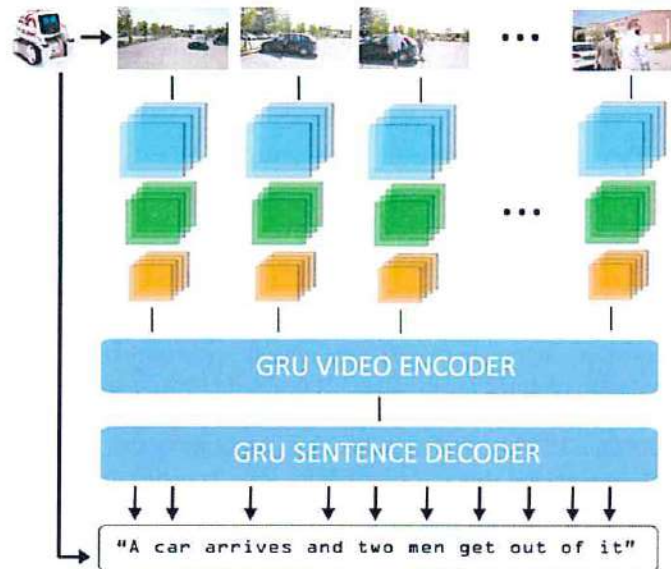 GRU VIDEO ENCODER
GRU SENTENCE DECODER
“A car arrives and two men get out of it”